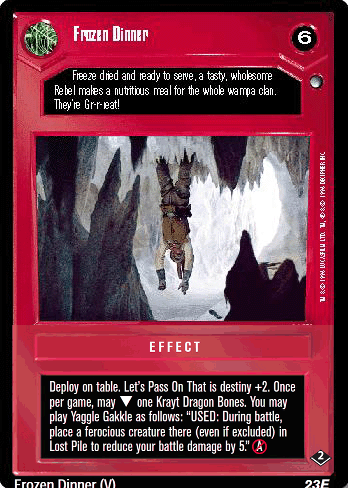 Frozen Dinner
6
Freeze dried and ready to serve, a tasty, wholesome
Rebel makes a nutritious meal for the whole wampa clan.
They're Gr-r-reat!
EFFECT
Deploy on table. Let's Pass On That is destiny +2. Once
per game, may ▼ one Krayt Dragon Bones. You may
play Yaggle Gakkle as follows: "USED: During battle,
place a ferocious creature there (even if excluded) in
Lost Pile to reduce your battle damage by 5." A
2
Frozen Dinner (V)
23E